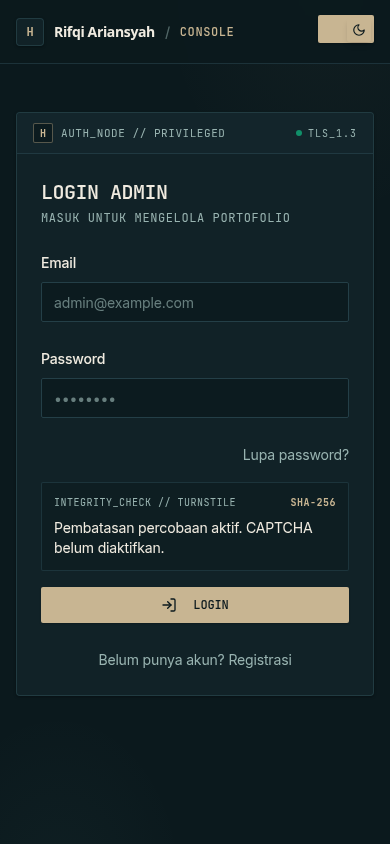 H Rifqi Ariansyah / CONSOLE
H AUTH_NODE // PRIVILEGED TLS_1.3
LOGIN ADMIN
MASUK UNTUK MENGELOLA PORTOFOLIO
Email
admin@example.com
Password
••••••••
Lupa password?
INTEGRITY_CHECK // TURNSTILE SHA-256
Pembatasan percobaan aktif. CAPTCHA
belum diaktifkan.
LOGIN
Belum punya akun? Registrasi